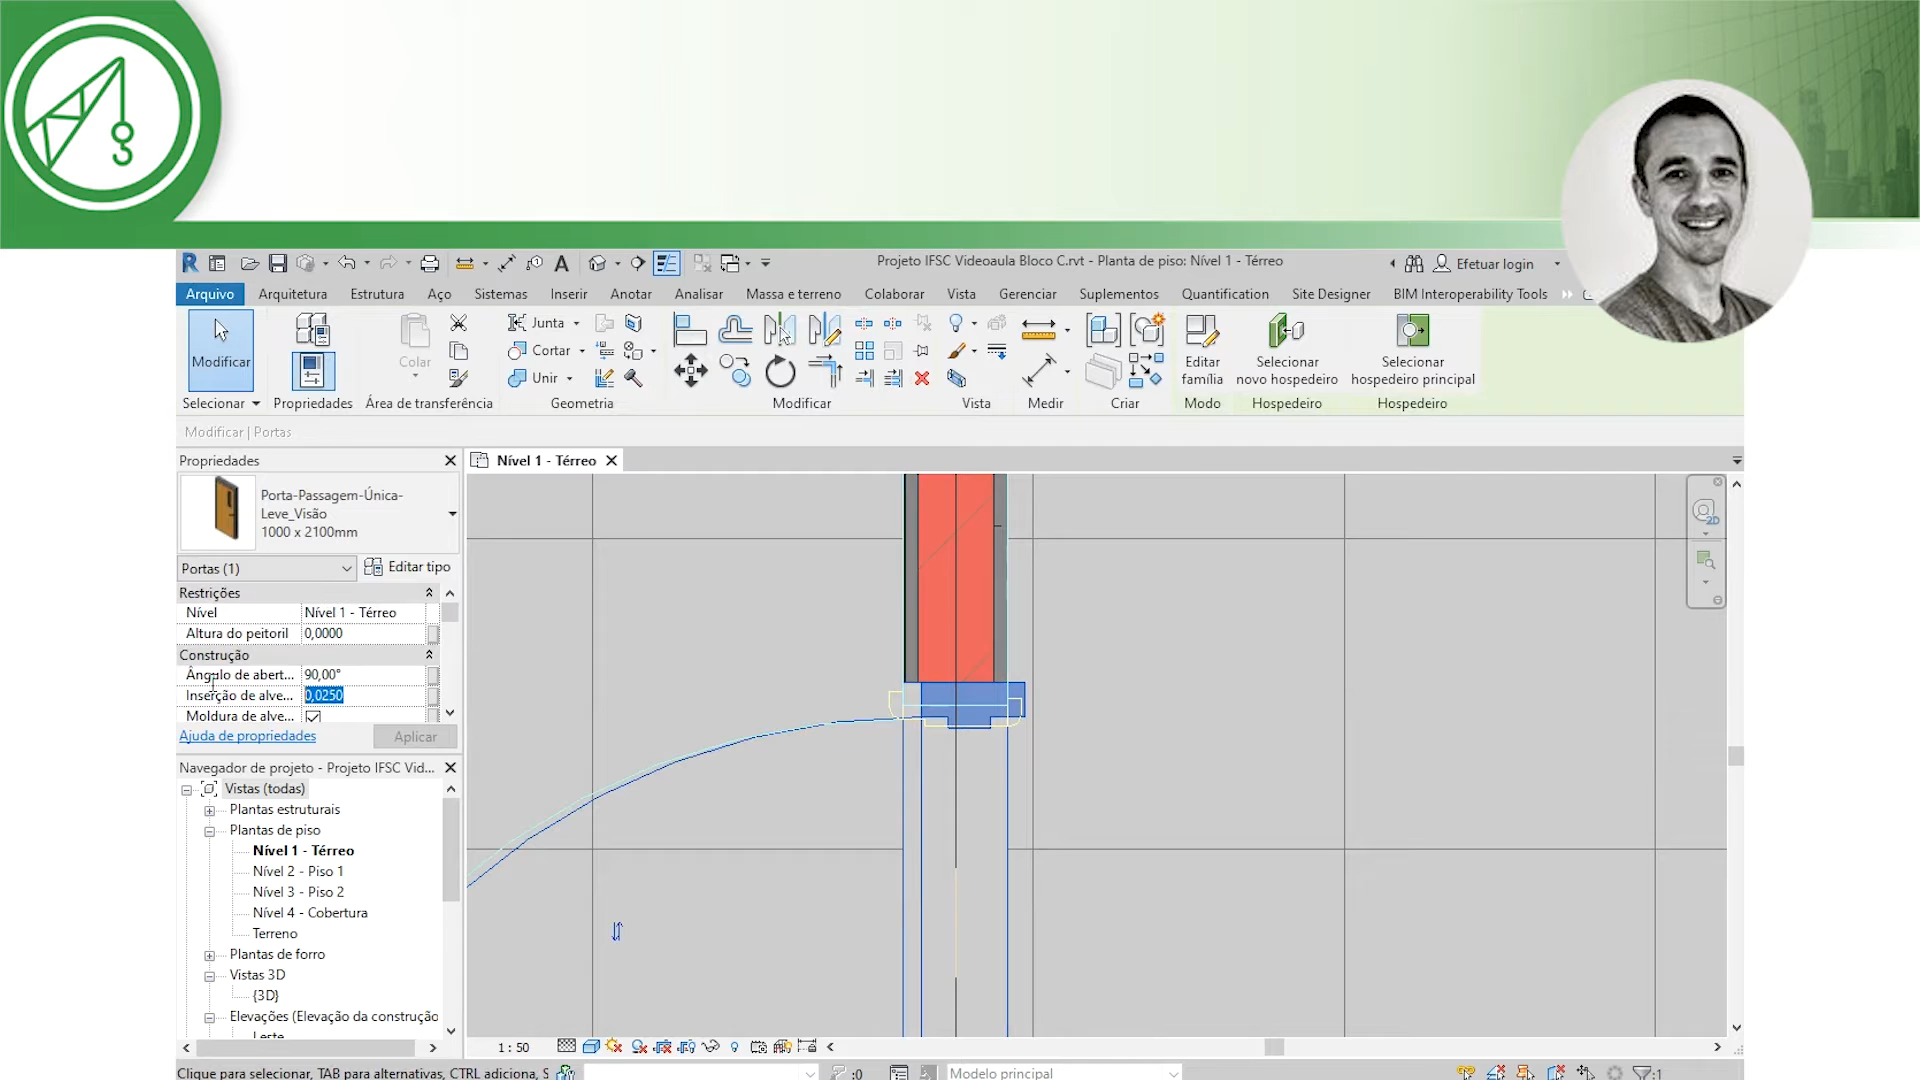 Projeto IFSC Videoaula Bloco C.rvt - Planta de piso: Nível 1 - Térreo
Efetuar login
Arquivo Arquitetura Estrutura Aço Sistemas Inserir Anotar Analisar Massa e terreno Colaborar Vista Gerenciar Suplementos Quantification Site Designer BIM Interoperability Tools
Modificar
Colar
Junta
Cortar
Unir
Editar família
Selecionar novo hospedeiro
Selecionar hospedeiro principal
Selecionar Propriedades Área de transferência Geometria Modificar Vista Medir Criar Modo Hospedeiro Hospedeiro
Modificar | Portas
Propriedades
Nível 1 - Térreo
Porta-Passagem-Única-
Leve_Visão
1000 x 2100mm
Portas (1)
Editar tipo
Restrições
Nível Nível 1 - Térreo
Altura do peitoril 0,0000
Construção
Ângulo de abert... 90,00°
Inserção de alve... 0,0250
Moldura de alve...
Ajuda de propriedades
Aplicar
Navegador de projeto - Projeto IFSC Vid...
Vistas (todas)
Plantas estruturais
Plantas de piso
Nível 1 - Térreo
Nível 2 - Piso 1
Nível 3 - Piso 2
Nível 4 - Cobertura
Terreno
Plantas de forro
Vistas 3D
{3D}
Elevações (Elevação da construção
Leste
1 : 50
Clique para selecionar, TAB para alternativas, CTRL adiciona, S
:0
Modelo principal
:1
2D